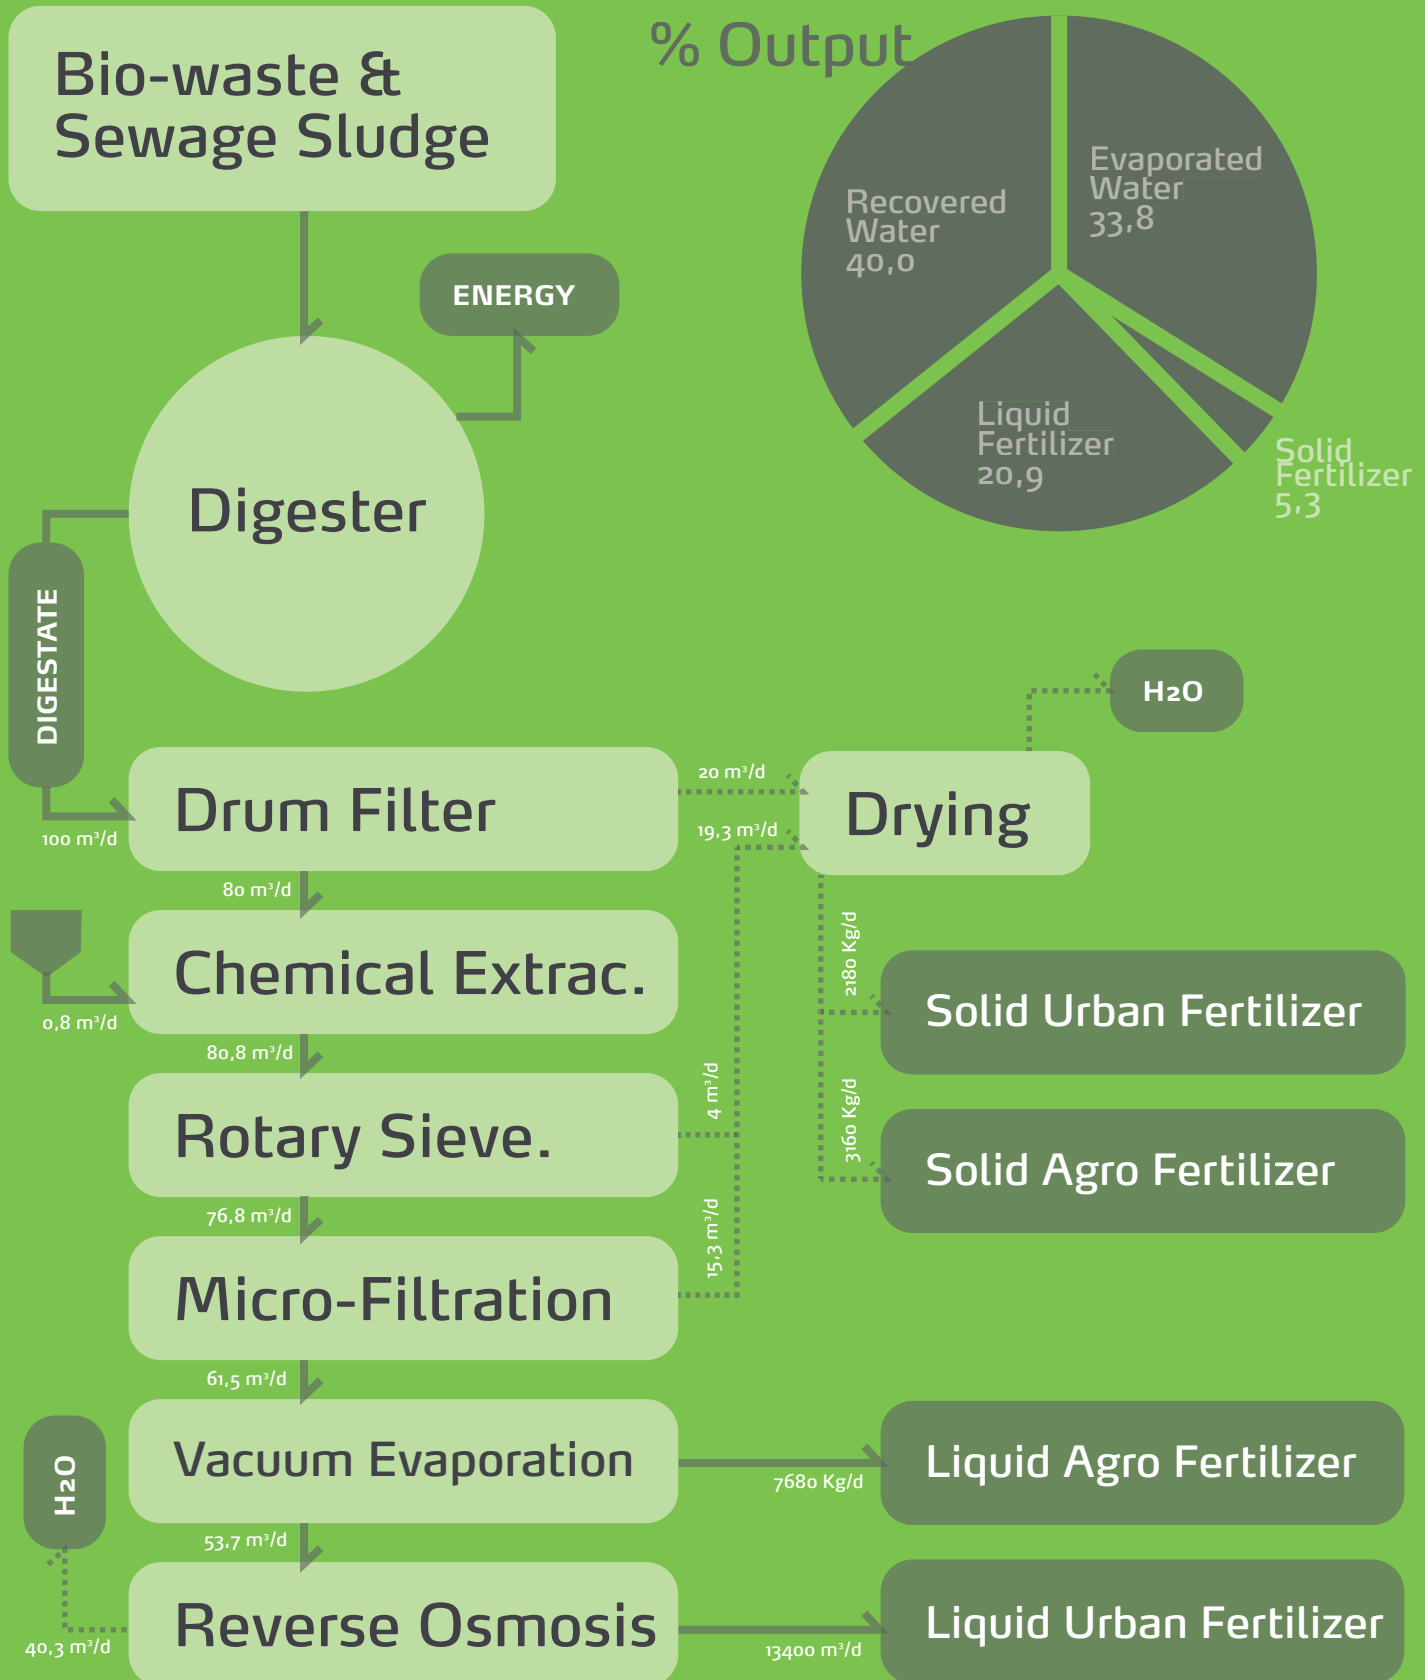 Bio-waste &
Sewage Sludge
% Output
Evaporated
Water
33,8
Recovered
Water
40,0
Liquid
Fertilizer
20,9
Solid
Fertilizer
5,3
ENERGY
Digester
DIGESTATE
H2O
Drum Filter
20 m³/d
19,3 m³/d
Drying
100 m³/d
80 m³/d
Chemical Extrac.
0,8 m³/d
80,8 m³/d
2180 Kg/d
Solid Urban Fertilizer
Rotary Sieve.
4 m³/d
3160 Kg/d
Solid Agro Fertilizer
76,8 m³/d
15,3 m³/d
Micro-Filtration
61,5 m³/d
Vacuum Evaporation
7680 Kg/d
Liquid Agro Fertilizer
H2O
53,7 m³/d
Reverse Osmosis
40,3 m³/d
13400 m³/d
Liquid Urban Fertilizer